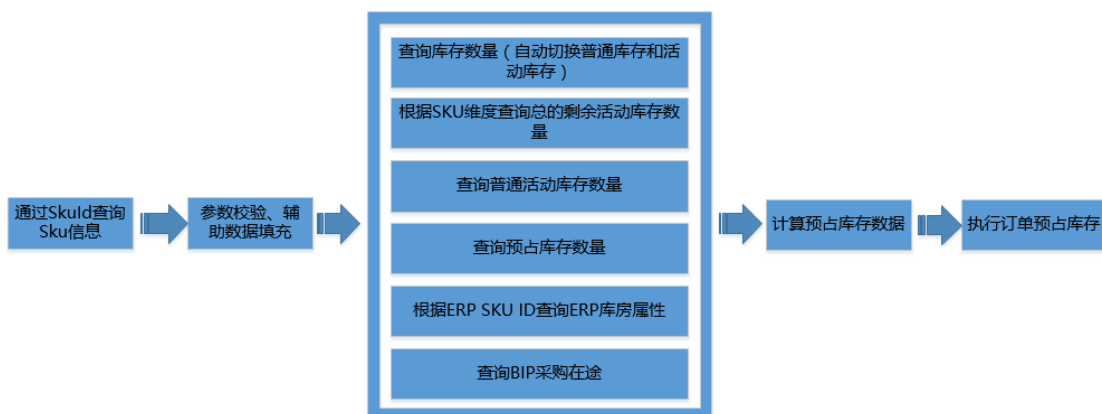 通过SkuId查询
Sku信息
参数校验、辅
助数据填充
查询库存数量（自动切换普通库存和活
动库存）
根据SKU维度查询总的剩余活动库存数
量
查询普通活动库存数量
查询预占库存数量
根据ERP SKU ID查询ERP库房属性
查询BIP采购在途
计算预占库存数据
执行订单预占库存